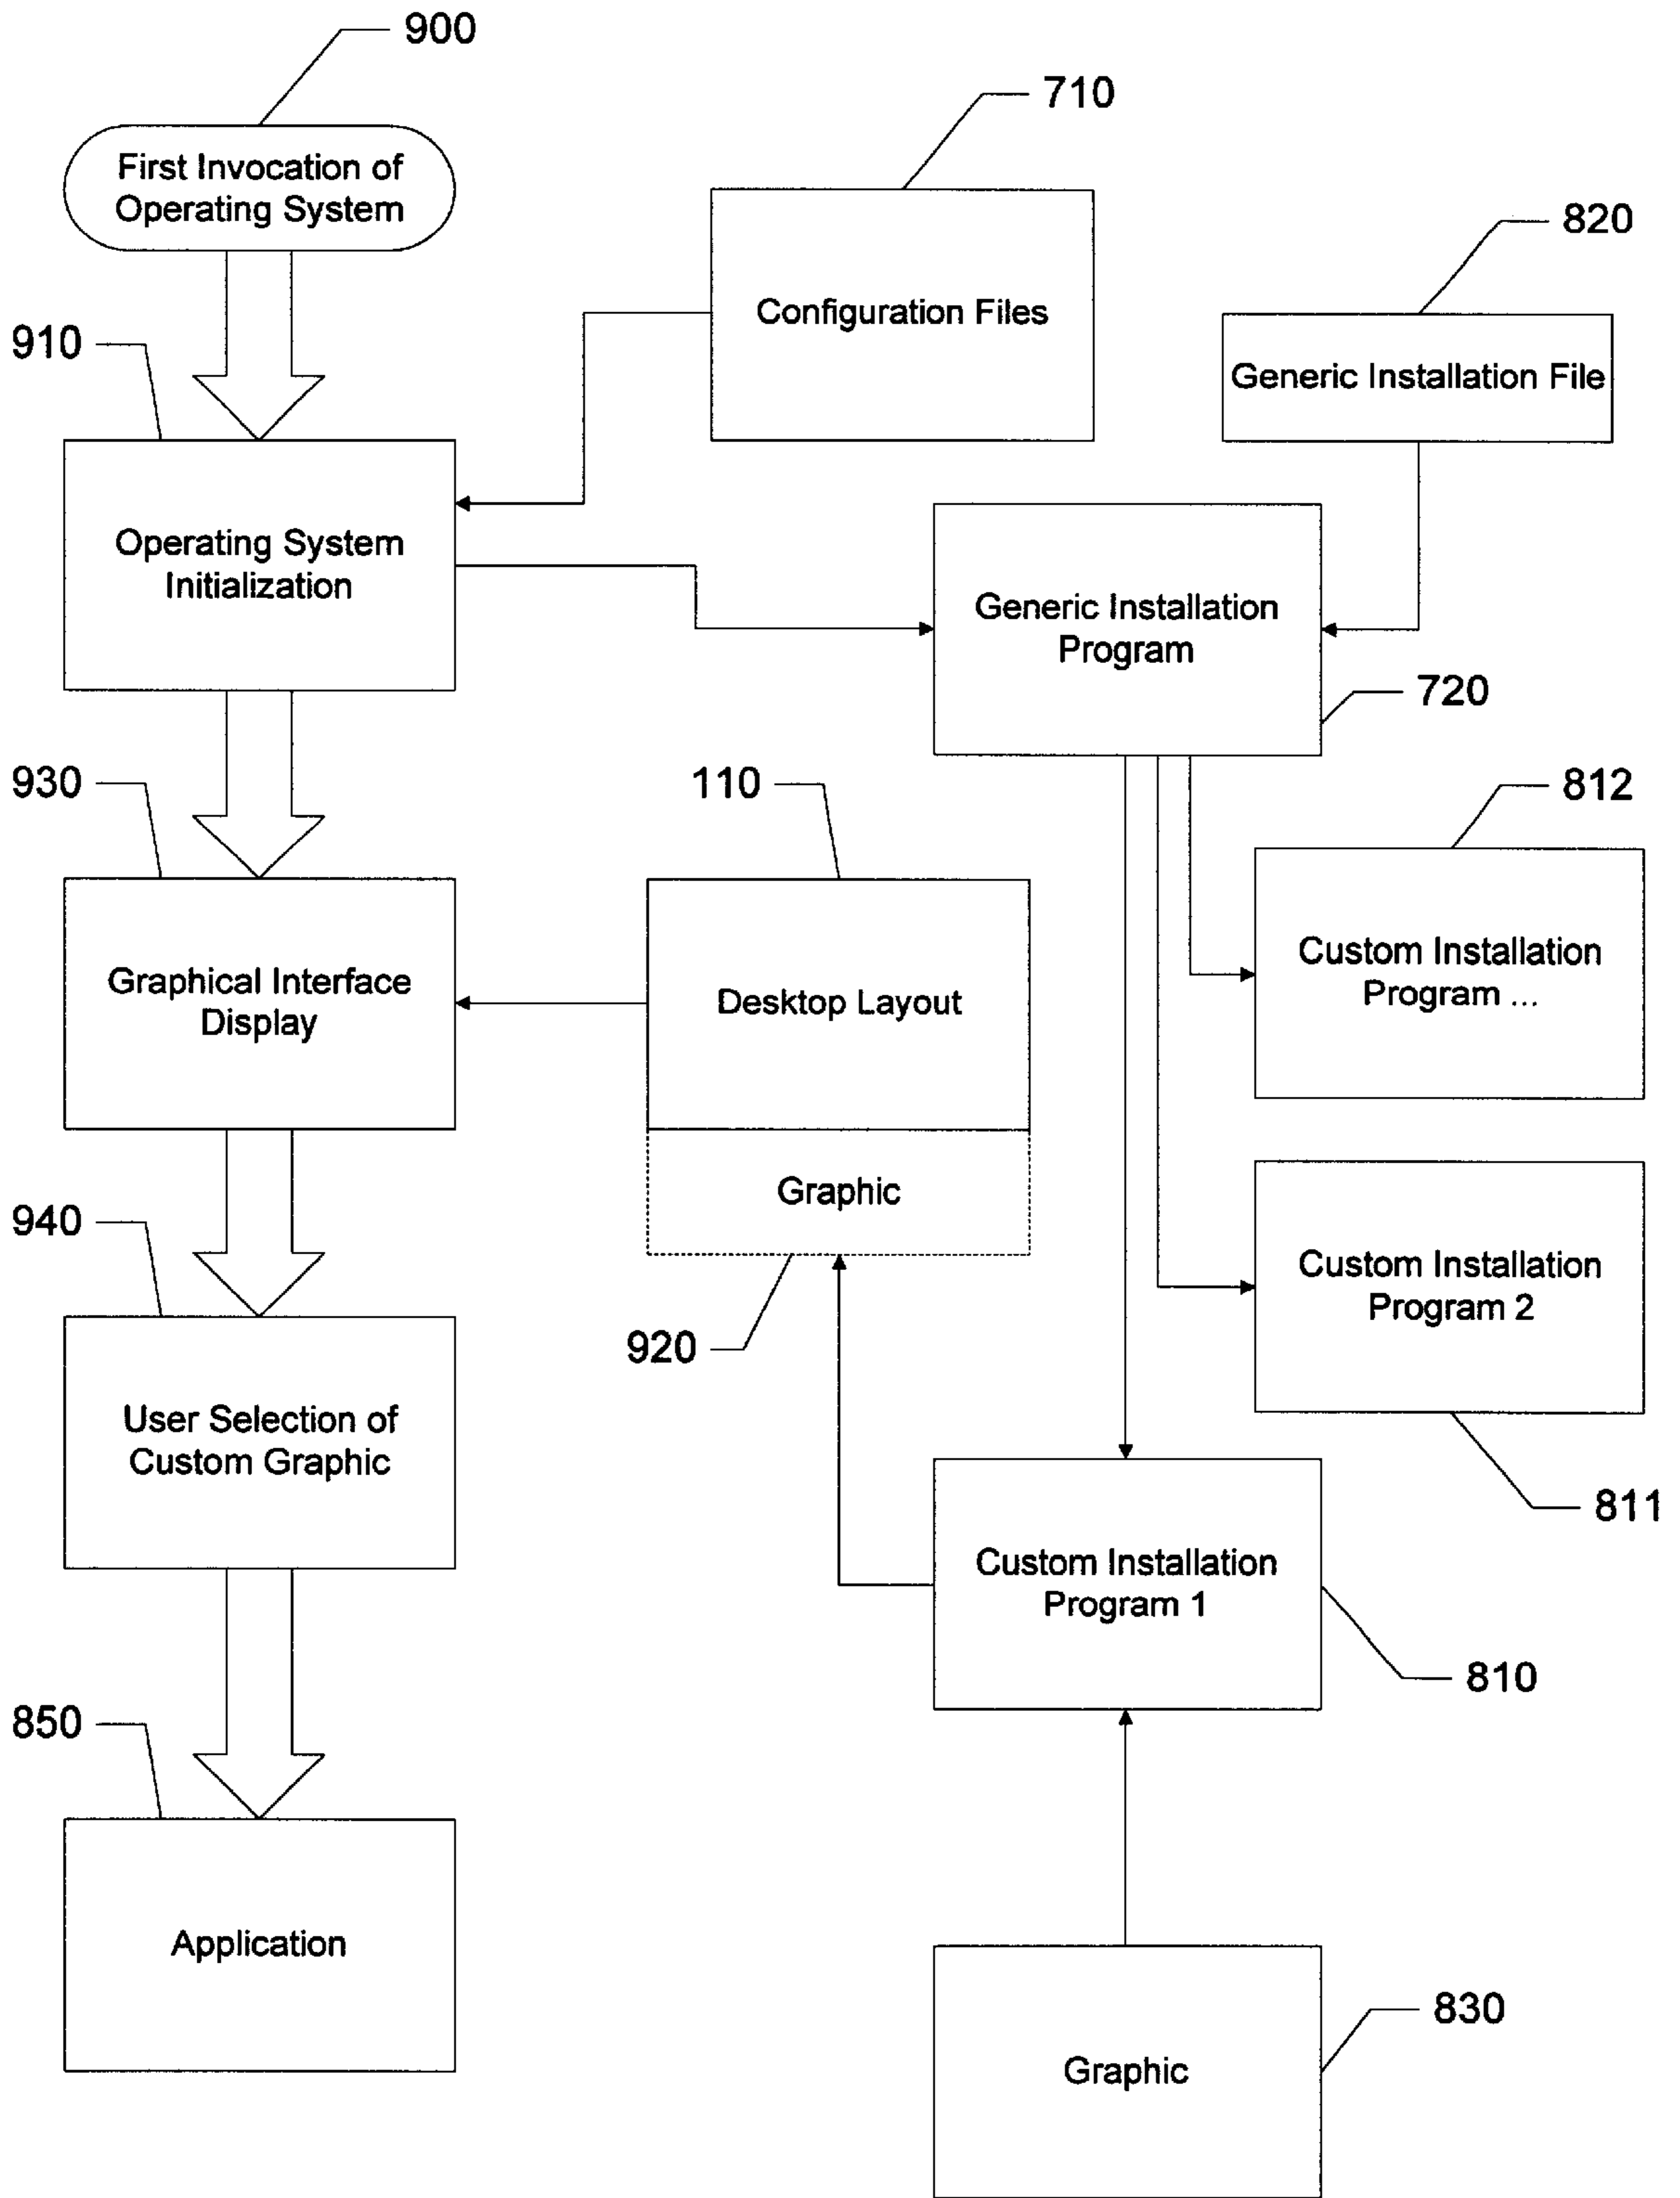 900
First Invocation of
Operating System
710
Configuration Files
820
Generic Installation File
910
Operating System
Initialization
Generic Installation
Program
720
930
Graphical Interface
Display
110
Desktop Layout
Graphic
920
812
Custom Installation
Program ...
Custom Installation
Program 2
811
940
User Selection of
Custom Graphic
Custom Installation
Program 1
810
850
Application
Graphic
830